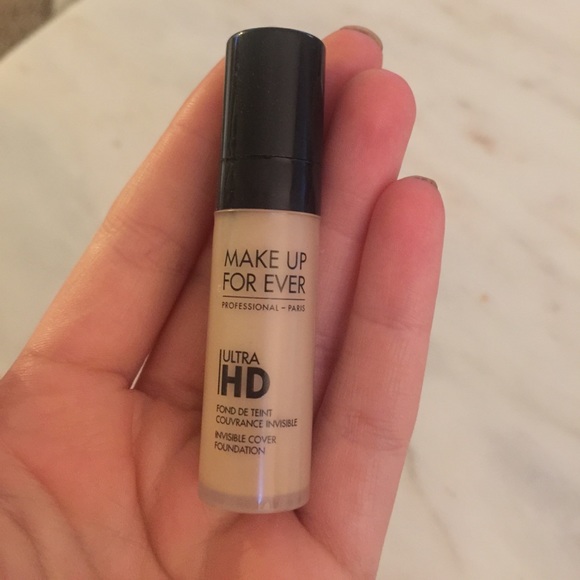 MAKE UP
FOR EVER
PROFESSIONAL – PARIS
ULTRA
HD
FOND DE TEINT
COUVRANCE INVISIBLE
INVISIBLE COVER
FOUNDATION